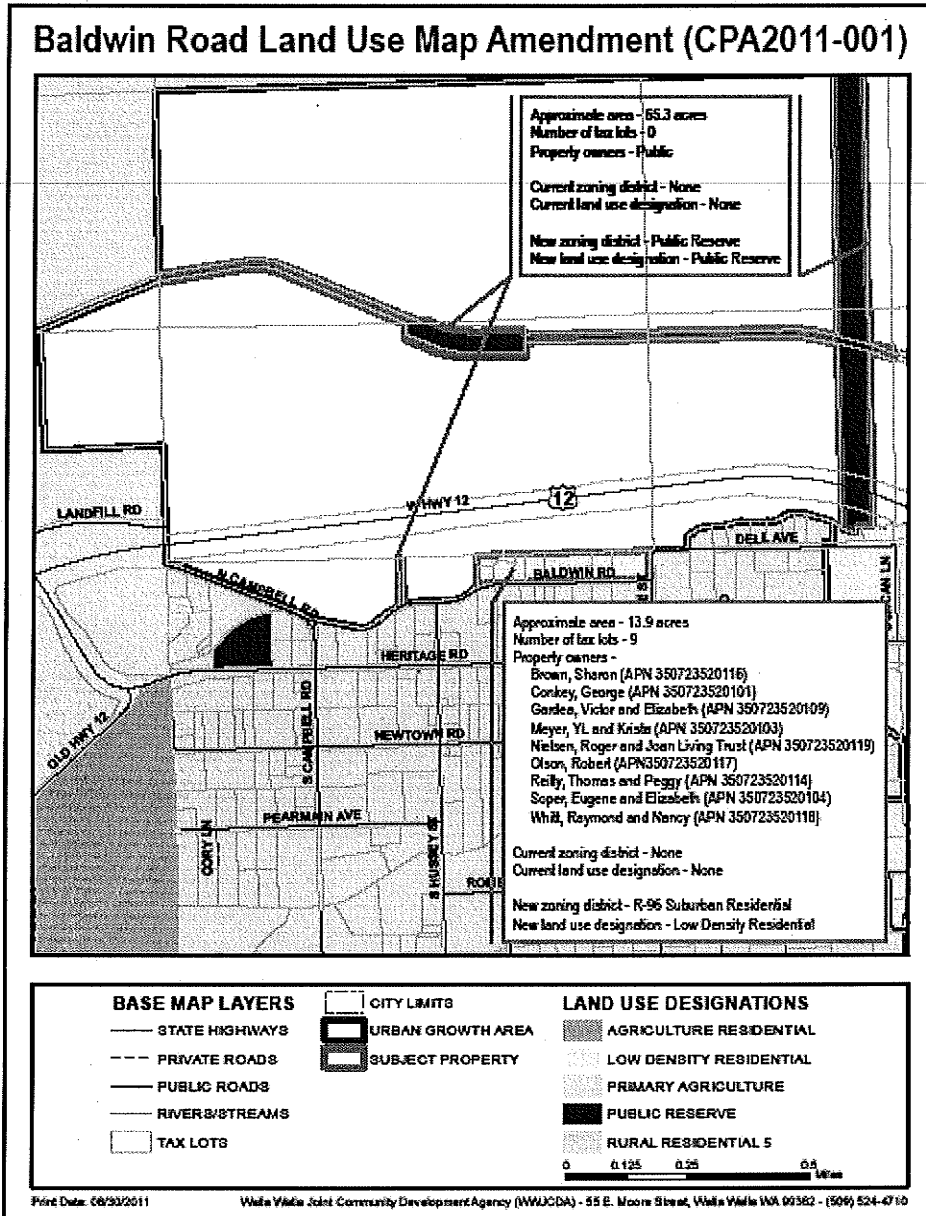 Baldwin Road Land Use Map Amendment (CPA2011-001)
Approximate area - 65.3 acres
Number of tax lots - 0
Property owners - Public
Current zoning district - None
Current land use designation - None
New zoning district - Public Reserve
New land use designation - Public Reserve
LANDFILL RD
W HWY 12
12
DELL AVE
N CAMPBELL RD
BALDWIN RD
HERITAGE RD
OLD HWY 12
S CAMPBELL RD
NEWTOWN RD
PEARMAIN AVE
CORY LN
S HUSSEY ST
Approximate area - 13.9 acres
Number of tax lots - 9
Property owners -
Brown, Sharon (APN 350723520116)
Conkey, George (APN 350723520101)
Gardea, Victor and Elizabeth (APN 350723520109)
Meyer, YL and Krista (APN 350723520103)
Nielsen, Roger and Joan Living Trust (APN 350723520119)
Olson, Robert (APN350723520117)
Reilly, Thomas and Peggy (APN 350723520114)
Soper, Eugene and Elizabeth (APN 350723520104)
Whitt, Raymond and Nancy (APN 350723520118)
Current zoning district - None
Current land use designation - None
New zoning district - R-96 Suburban Residential
New land use designation - Low Density Residential
BASE MAP LAYERS
STATE HIGHWAYS
PRIVATE ROADS
PUBLIC ROADS
RIVERS/STREAMS
TAX LOTS
CITY LIMITS
URBAN GROWTH AREA
SUBJECT PROPERTY
LAND USE DESIGNATIONS
AGRICULTURE RESIDENTIAL
LOW DENSITY RESIDENTIAL
PRIMARY AGRICULTURE
PUBLIC RESERVE
RURAL RESIDENTIAL 5
0 0.125 0.25 0.5
Miles
Print Date: 06/30/2011 Walla Walla Joint Community Development Agency (WWJCDA) - 55 E. Moore Street, Walla Walla WA 99362 - (509) 524-4710